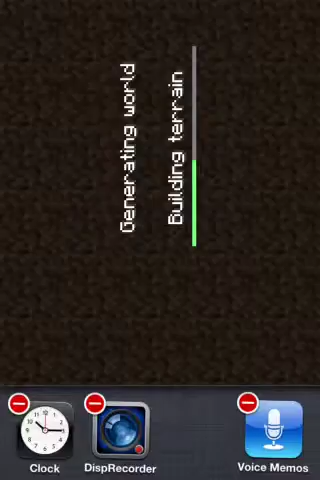 Generating world
Building terrain
Clock
DispRecorder
Voice Memos